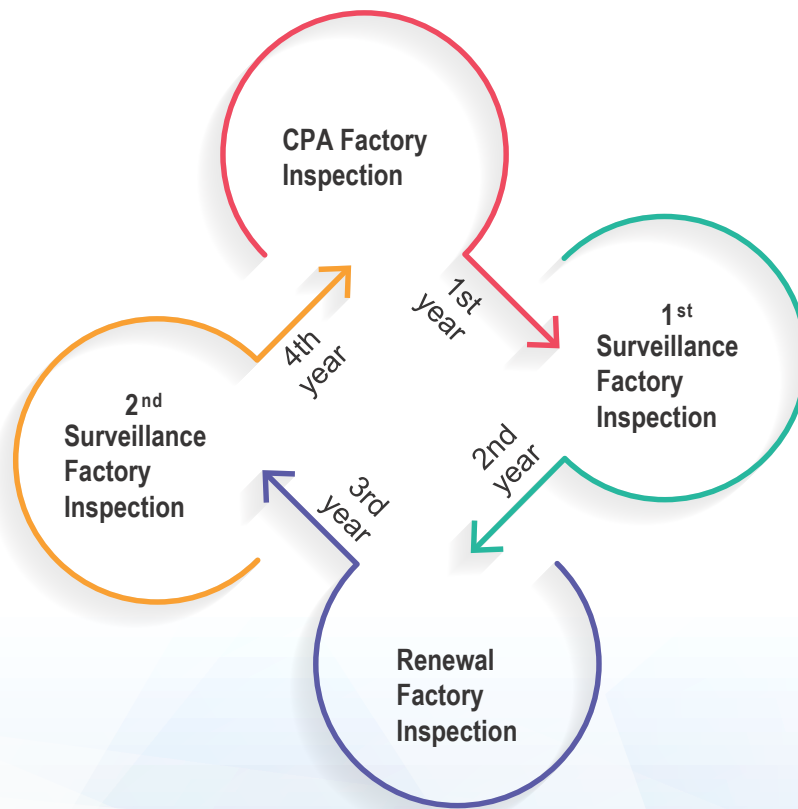 CPA Factory
Inspection
1st
year
1st
Surveillance
Factory
Inspection
2nd
year
Renewal
Factory
Inspection
3rd
year
2nd
Surveillance
Factory
Inspection
4th
year